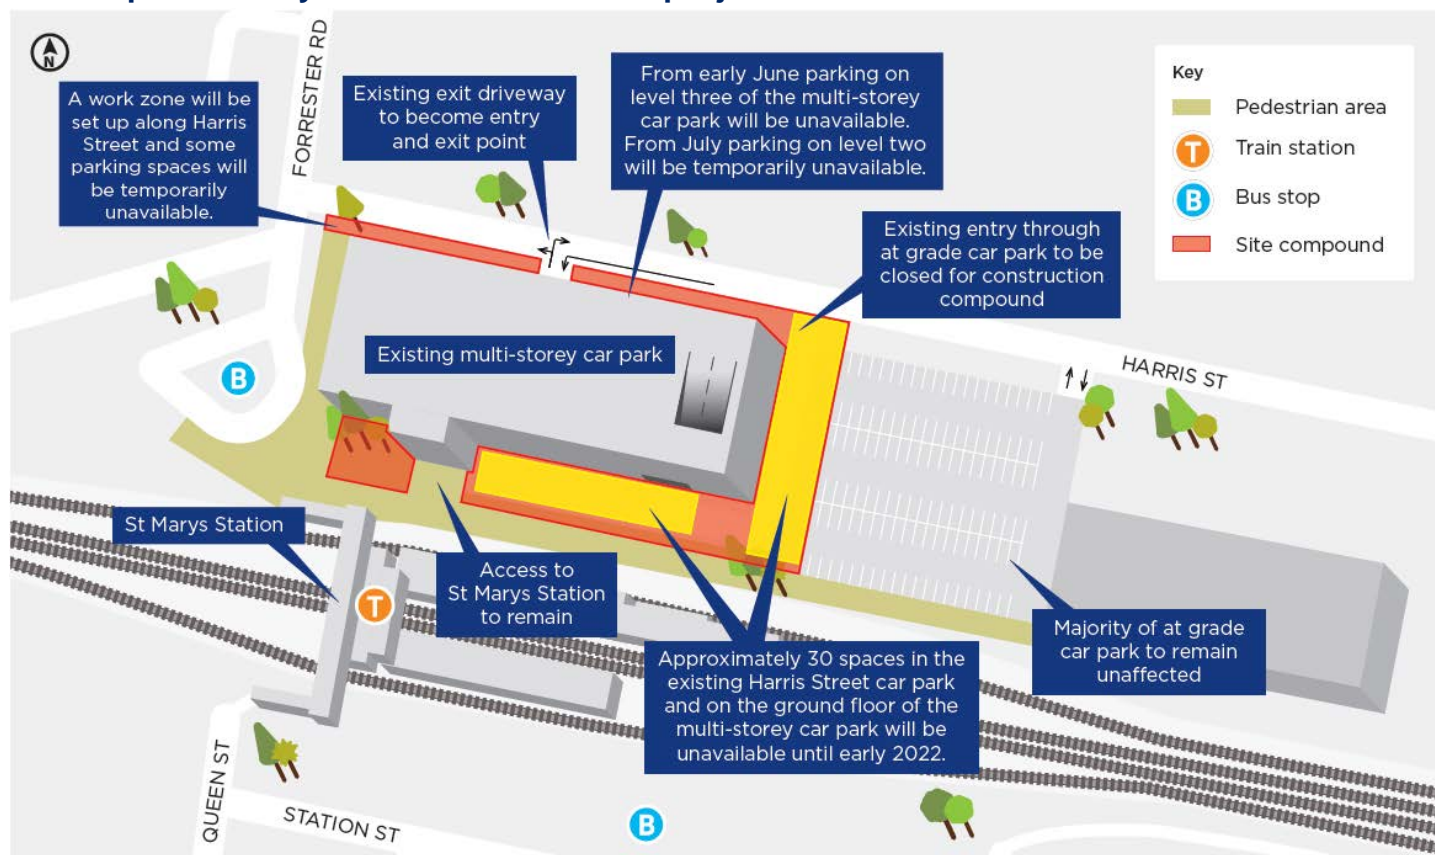 N
FORRESTER RD
A work zone will be
set up along Harris
Street and some
parking spaces will
be temporarily
unavailable.
Existing exit driveway
to become entry
and exit point
From early June parking on
level three of the multi-storey
car park will be unavailable.
From July parking on level two
will be temporarily unavailable.
Existing entry through
at grade car park to be
closed for construction
compound
Key
Pedestrian area
T
Train station
B
Bus stop
Site compound
Existing multi-storey car park
HARRIS ST
B
St Marys Station
T
Access to
St Marys Station
to remain
Approximately 30 spaces in the
existing Harris Street car park
and on the ground floor of the
multi-storey car park will be
unavailable until early 2022.
Majority of at grade
car park to remain
unaffected
QUEEN ST
STATION ST
B